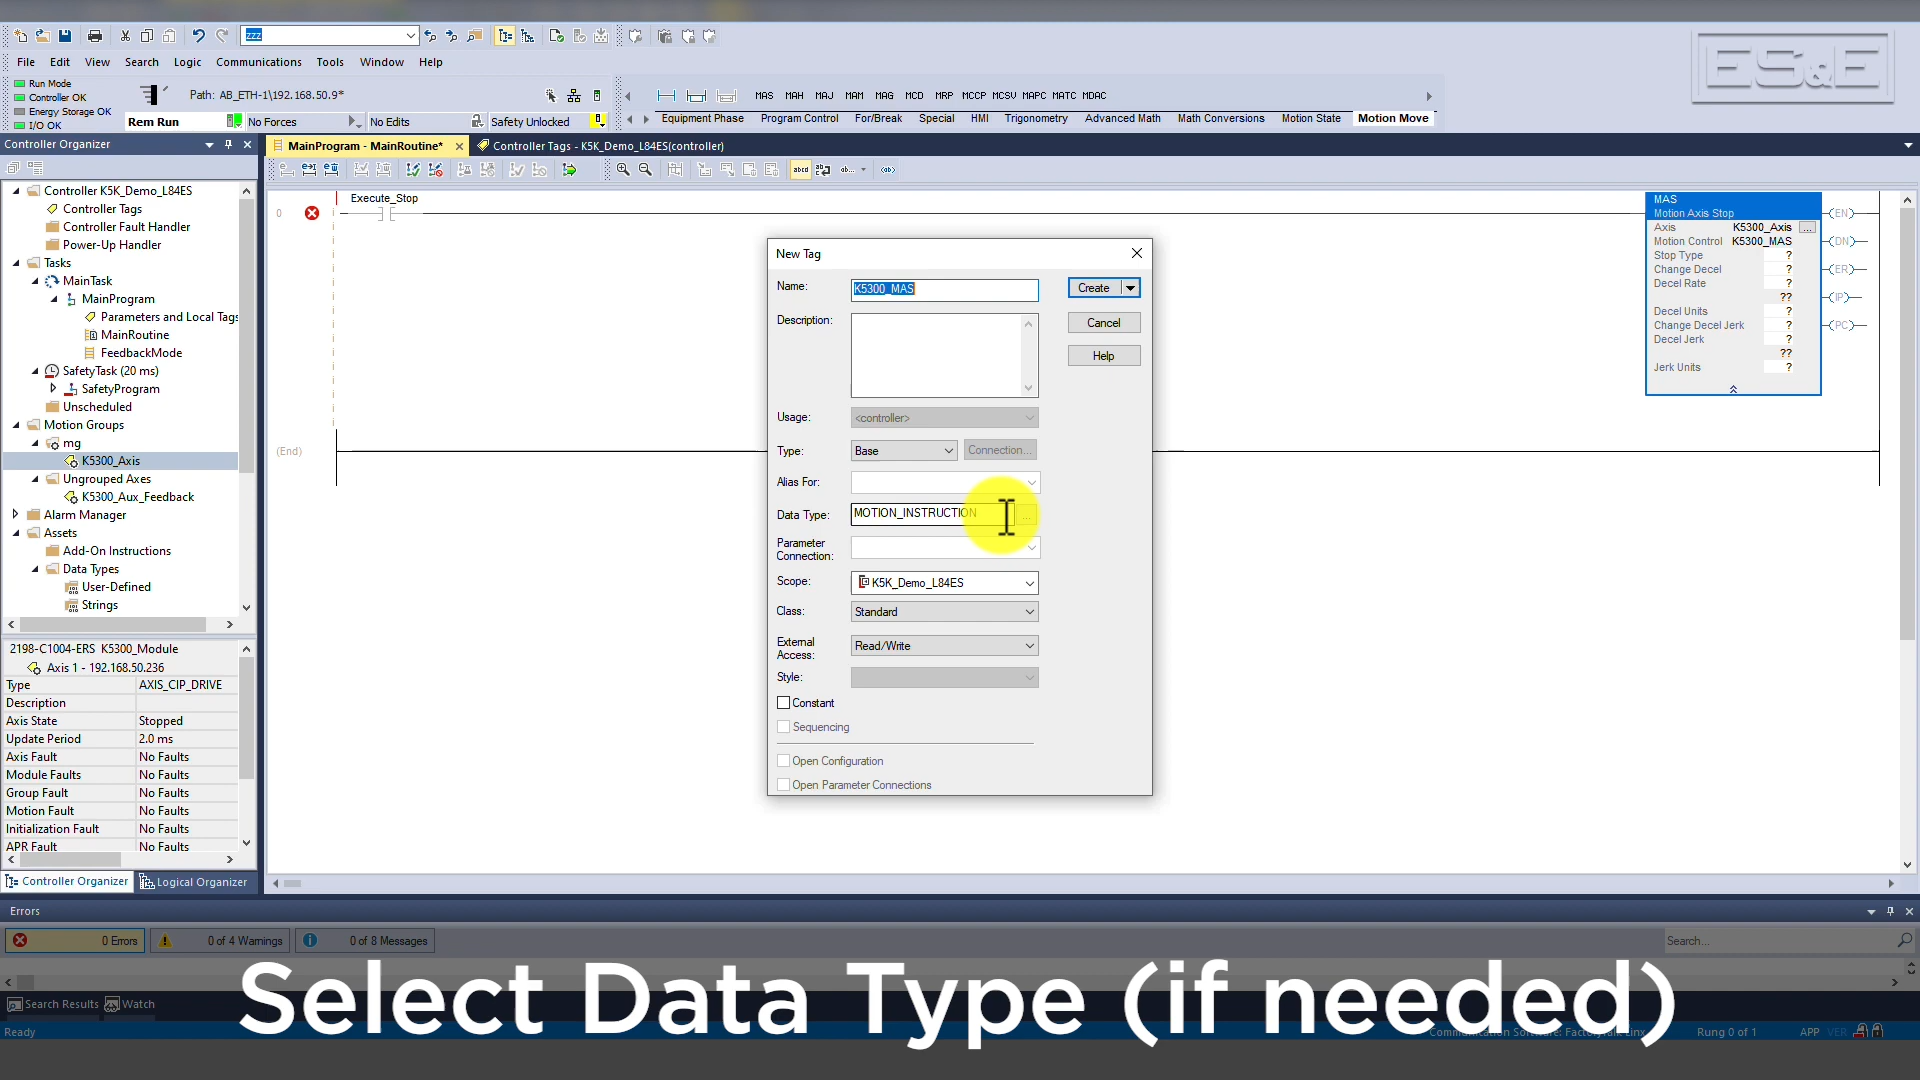 zzz
ES&E
File Edit View Search Logic Communications Tools Window Help
Run Mode
Controller OK
Energy Storage OK
I/O OK
Path: AB_ETH-1\192.168.50.9*
Rem Run
No Forces
No Edits
Safety Unlocked
MAS MAH MAJ MAM MAG MCD MRP MCCP MCSV MAPC MATC MDAC
Equipment Phase Program Control For/Break Special HMI Trigonometry Advanced Math Math Conversions Motion State Motion Move
Controller Organizer
MainProgram - MainRoutine*
Controller Tags - K5K_Demo_L84ES(controller)
Controller K5K_Demo_L84ES
Controller Tags
Controller Fault Handler
Power-Up Handler
Tasks
MainTask
MainProgram
Parameters and Local Tags
MainRoutine
FeedbackMode
SafetyTask (20 ms)
SafetyProgram
Unscheduled
Motion Groups
mg
K5300_Axis
Ungrouped Axes
K5300_Aux_Feedback
Alarm Manager
Assets
Add-On Instructions
Data Types
User-Defined
Strings
2198-C1004-ERS K5300_Module
Axis 1 - 192.168.50.236
Type AXIS_CIP_DRIVE
Description
Axis State Stopped
Update Period 2.0 ms
Axis Fault No Faults
Module Faults No Faults
Group Fault No Faults
Motion Fault No Faults
Initialization Fault No Faults
APR Fault No Faults
Controller Organizer
Logical Organizer
0
Execute_Stop
(End)
MAS
Motion Axis Stop
Axis K5300_Axis ...
Motion Control K5300_MAS
Stop Type ?
Change Decel ?
Decel Rate ?
??
Decel Units ?
Change Decel Jerk ?
Decel Jerk ?
??
Jerk Units ?
EN
DN
ER
IP
PC
New Tag
Name: K5300_MAS
Create
Description:
Cancel
Help
Usage: <controller>
Type: Base Connection...
Alias For:
Data Type: MOTION_INSTRUCTION ...
Parameter
Connection:
Scope: K5K_Demo_L84ES
Class: Standard
External
Access: Read/Write
Style:
Constant
Sequencing
Open Configuration
Open Parameter Connections
Errors
0 Errors
0 of 4 Warnings
0 of 8 Messages
Search...
Search Results
Watch
Select Data Type (if needed)
Ready
Communication Software: FactoryTalk Linx
Rung 0 of 1
APP VER